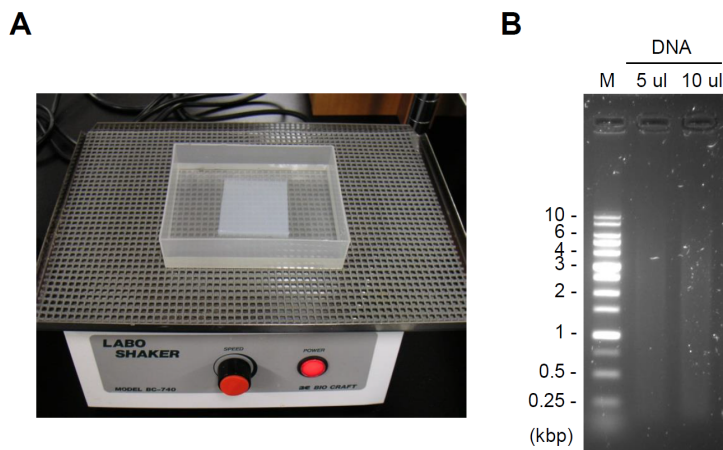 A
LABO
SHAKER
SPEED
POWER
MODEL BC-740
BIO CRAFT
B
DNA
M 5 ul 10 ul
10 -
6 -
4 -
3 -
2 -
1 -
0.5 -
0.25 -
(kbp)